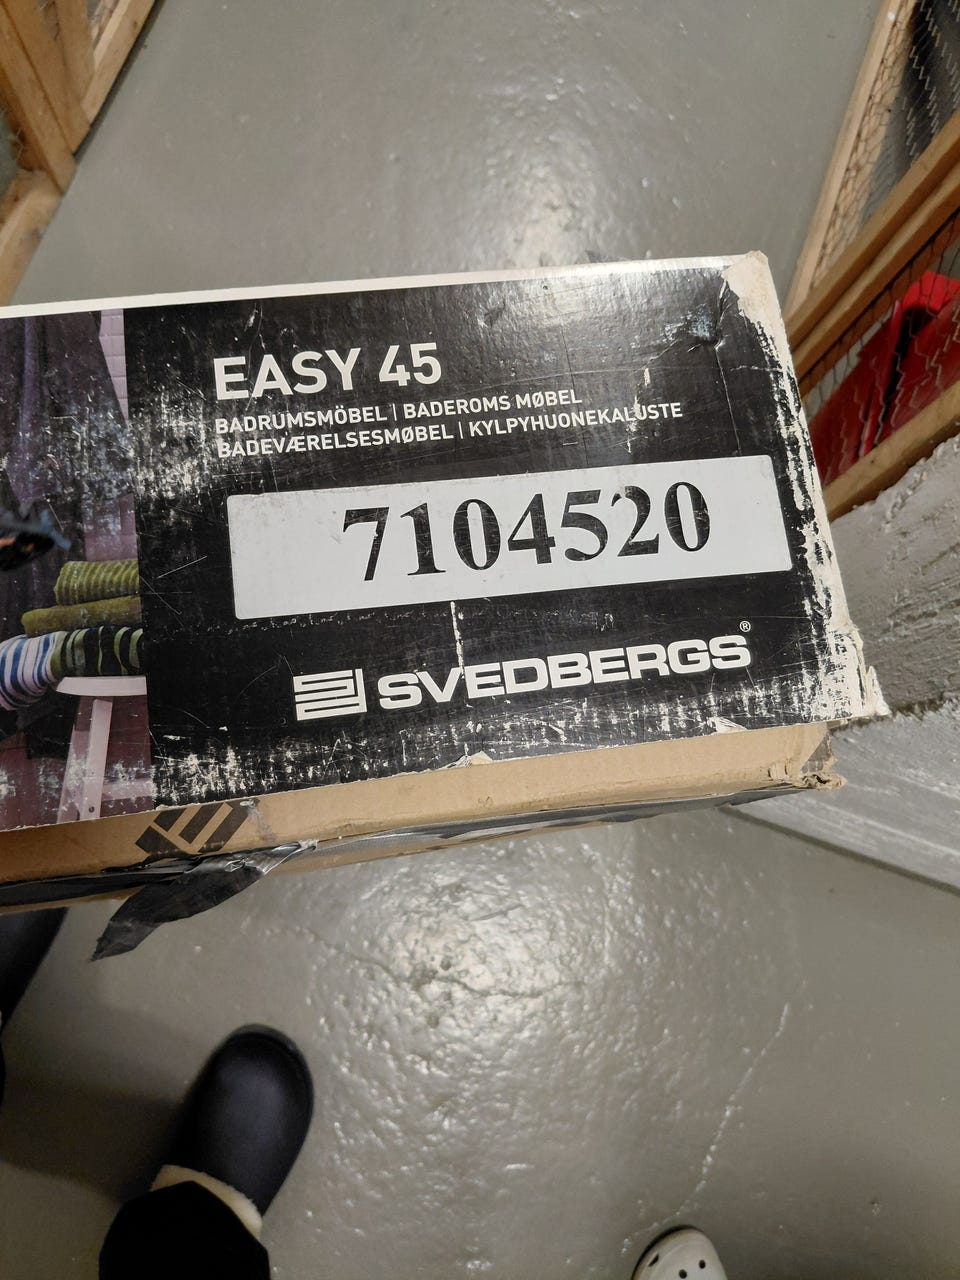 EASY 45
BADRUMSMÖBEL | BADEROMS MØBEL
BADEVÆRELSESMØBEL | KYLPYHUONEKALUSTE
7104520
SVEDBERGS®